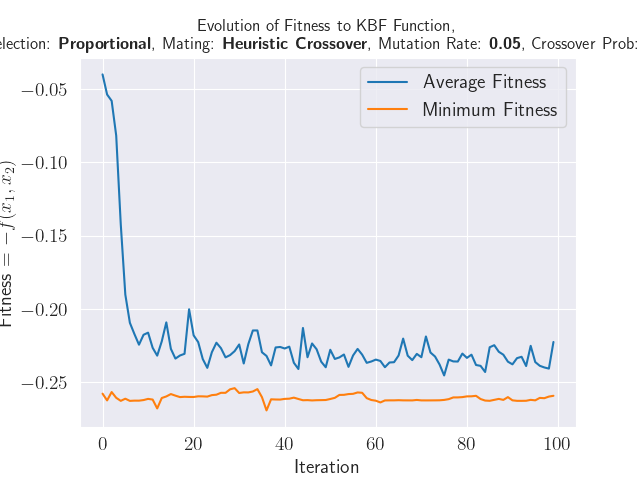 Evolution of Fitness to KBF Function,
election: Proportional, Mating: Heuristic Crossover, Mutation Rate: 0.05, Crossover Prob:
Average Fitness
Minimum Fitness
−0.05
−0.10
−0.15
−0.20
−0.25
Fitness = −f(x₁, x₂)
0 20 40 60 80 100
Iteration